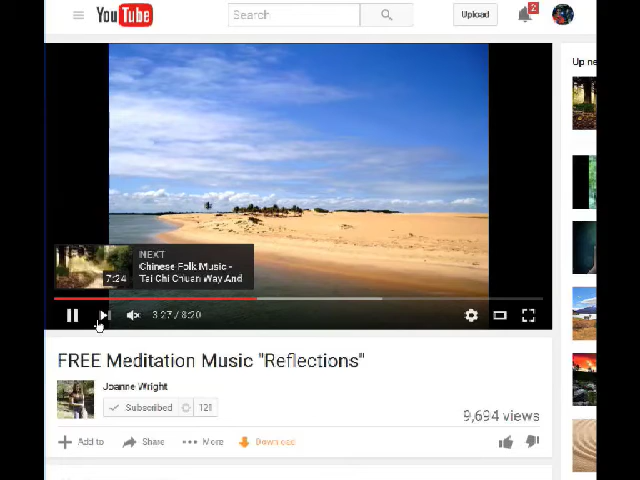 YouTube
Search
Upload
2
Up ne
NEXT
Chinese Folk Music -
Tai Chi Chuan Way And
7:24
3:27 / 8:20
FREE Meditation Music "Reflections"
Joanne Wright
Subscribed 121
9,694 views
Add to Share More Download